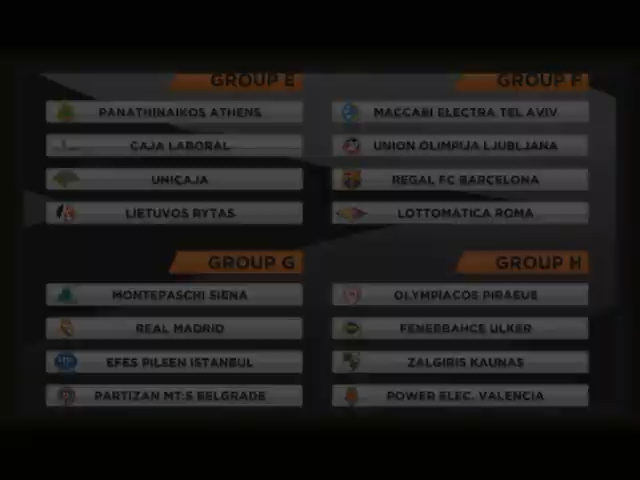 GROUP E
PANATHINAIKOS ATHENS
CAJA LABORAL
UNICAJA
LIETUVOS RYTAS
GROUP F
MACCABI ELECTRA TEL AVIV
UNION OLIMPIJA LJUBLJANA
REGAL FC BARCELONA
LOTTOMATICA ROMA
GROUP G
MONTEPASCHI SIENA
REAL MADRID
EFES PILSEN ISTANBUL
PARTIZAN MT:S BELGRADE
GROUP H
OLYMPIACOS PIRAEUS
FENERBAHCE ULKER
ZALGIRIS KAUNAS
POWER ELEC. VALENCIA